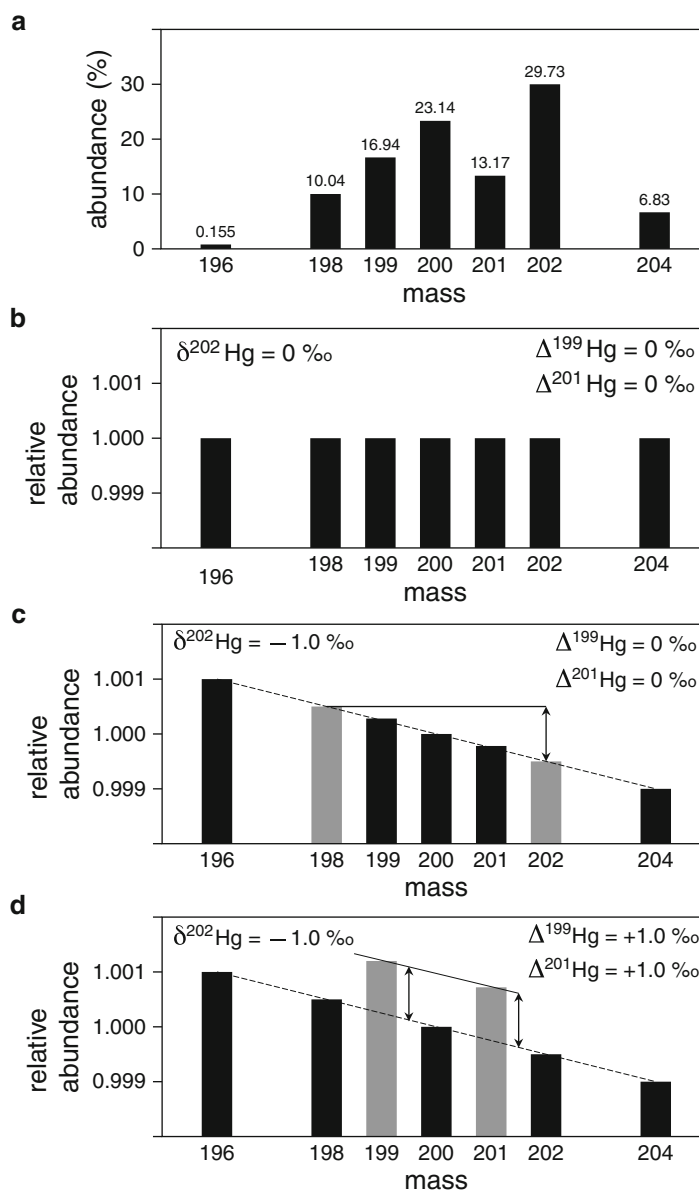 a
abundance (%)
30
20
10
0
0.155
10.04
16.94
23.14
13.17
29.73
6.83
196 198 199 200 201 202 204
mass
b
δ²⁰²Hg = 0 ‰
Δ¹⁹⁹Hg = 0 ‰
Δ²⁰¹Hg = 0 ‰
relative
abundance
1.001
1.000
0.999
196 198 199 200 201 202 204
mass
c
δ²⁰²Hg = – 1.0 ‰
Δ¹⁹⁹Hg = 0 ‰
Δ²⁰¹Hg = 0 ‰
relative
abundance
1.001
1.000
0.999
196 198 199 200 201 202 204
mass
d
δ²⁰²Hg = – 1.0 ‰
Δ¹⁹⁹Hg = +1.0 ‰
Δ²⁰¹Hg = +1.0 ‰
relative
abundance
1.001
1.000
0.999
196 198 199 200 201 202 204
mass